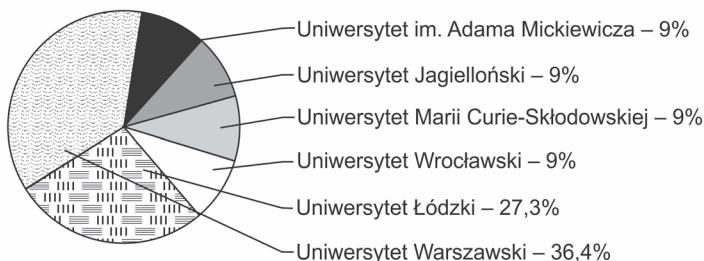 Uniwersytet im. Adama Mickiewicza – 9%
Uniwersytet Jagielloński – 9%
Uniwersytet Marii Curie-Skłodowskiej – 9%
Uniwersytet Wrocławski – 9%
Uniwersytet Łódzki – 27,3%
Uniwersytet Warszawski – 36,4%